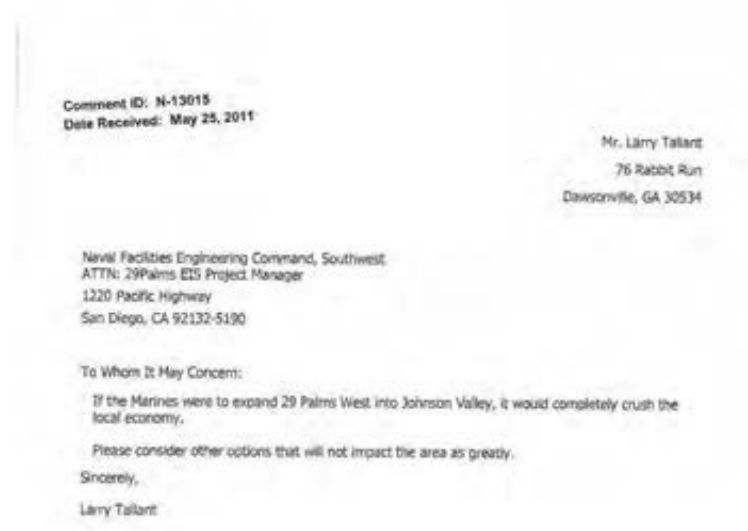 Comment ID: N-13015
Date Received: May 25, 2011
Mr. Larry Tallant
76 Rabbit Run
Dawsonville, GA 30534
Naval Facilities Engineering Command, Southwest
ATTN: 29Palms EIS Project Manager
1220 Pacific Highway
San Diego, CA 92132-5190
To Whom It May Concern:
If the Marines were to expand 29 Palms West into Johnson Valley, it would completely crush the
local economy.
Please consider other options that will not impact the area as greatly.
Sincerely,
Larry Tallant